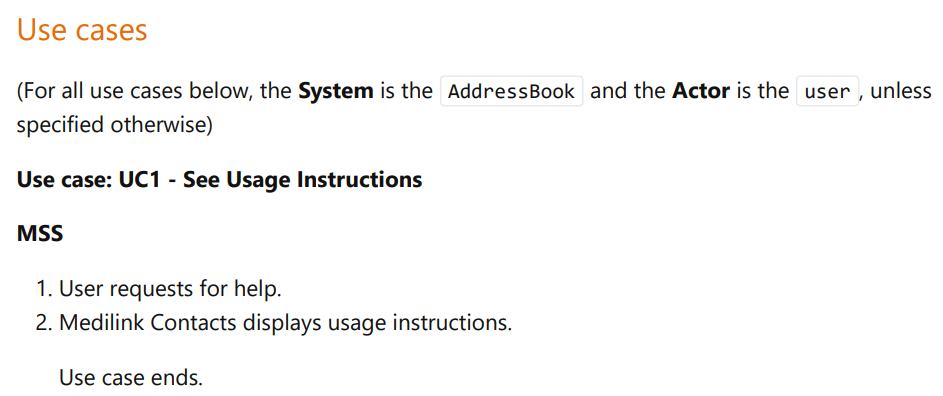 Use cases
(For all use cases below, the System is the AddressBook and the Actor is the user, unless
specified otherwise)
Use case: UC1 - See Usage Instructions
MSS
1. User requests for help.
2. Medilink Contacts displays usage instructions.
Use case ends.